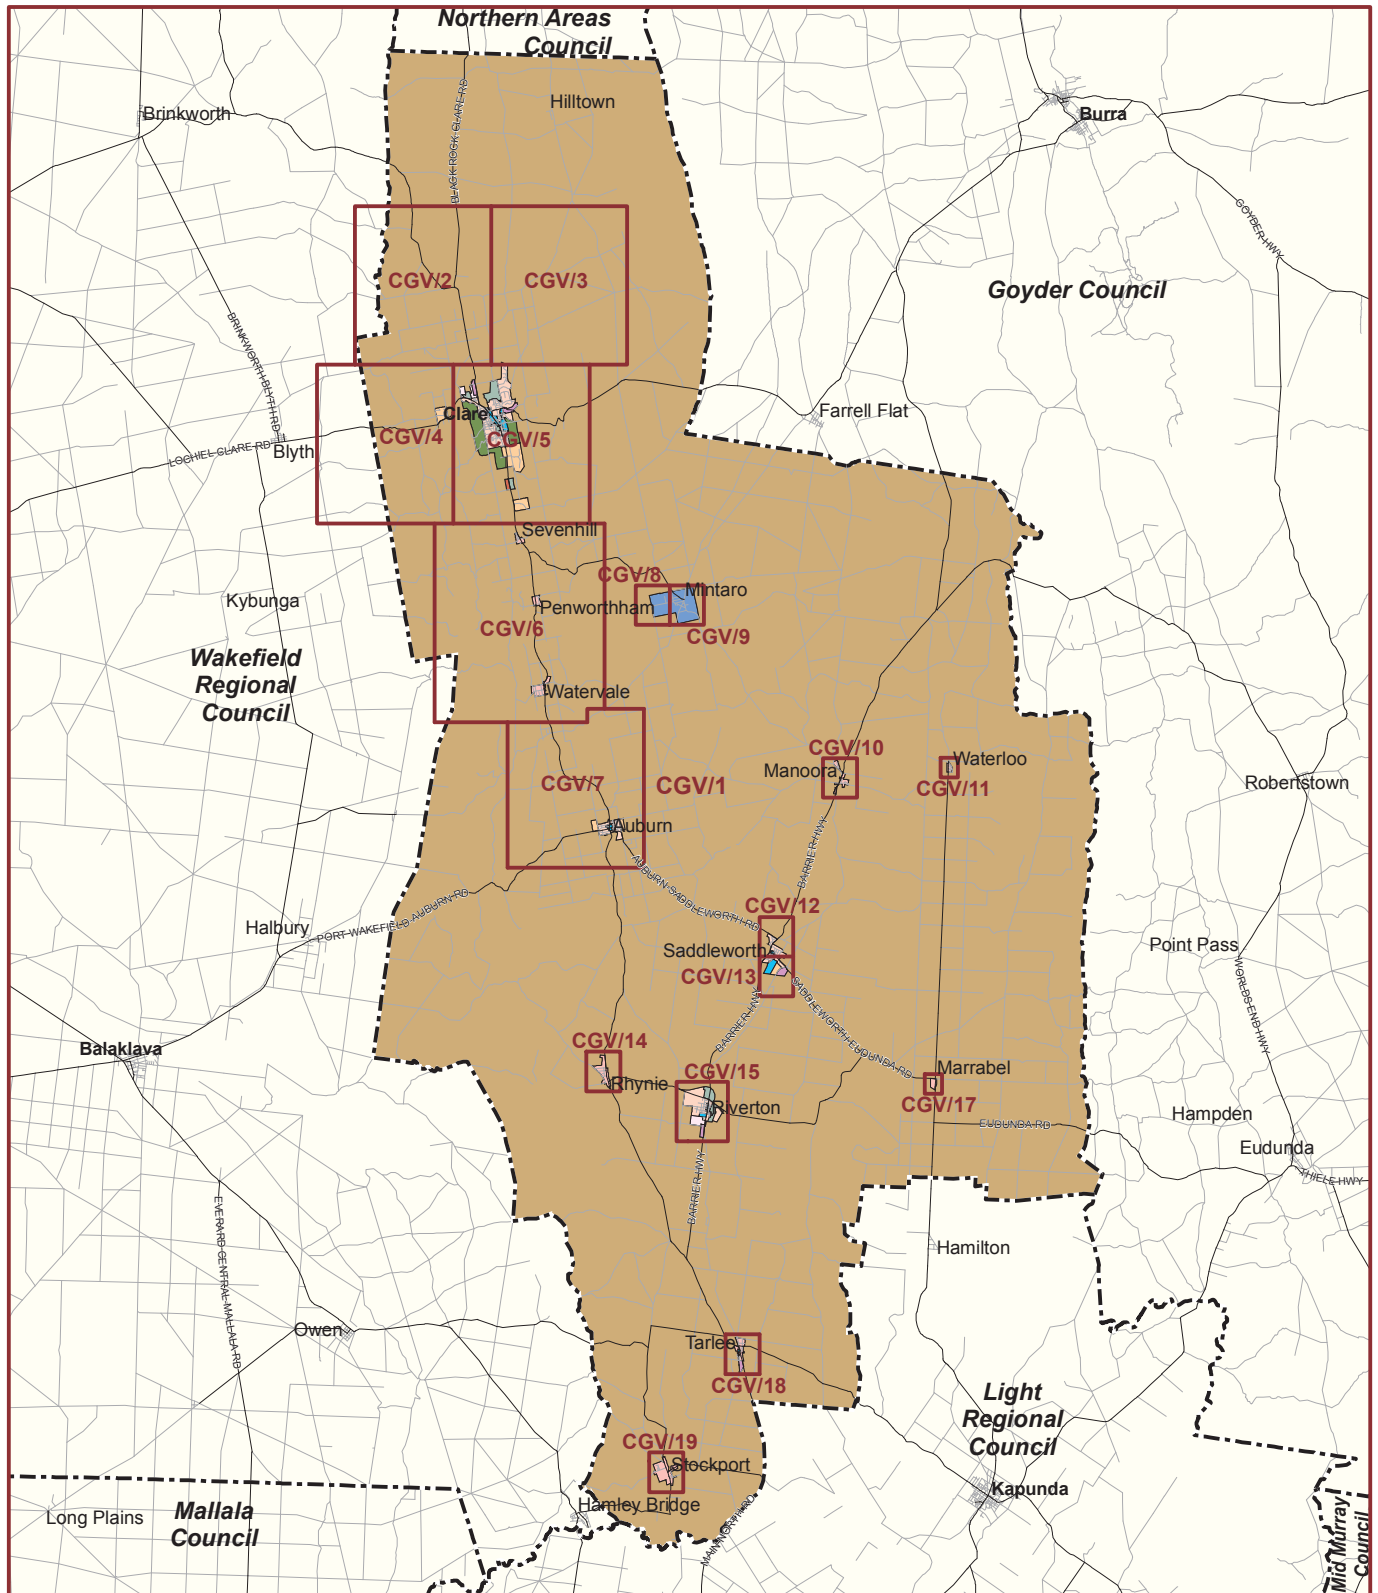 Northern Areas
Council
Hilltown
Brinkworth
Burra
BLACK ROCK-CLARE RD
GOYDER HWY
CGV/2
CGV/3
Goyder Council
BRINKWORTH-BLYTH RD
Farrell Flat
Clare
CGV/4
CGV/5
LOCHIEL-CLARE RD
Blyth
Sevenhill
CGV/8
Mintaro
Kybunga
Penworthham
CGV/6
CGV/9
Wakefield
Regional
Council
Watervale
CGV/10
Waterloo
Manoora
CGV/7
CGV/1
CGV/11
Robertstown
Auburn
BARRIER HWY
AUBURN-SADDLEWORTH RD
PORT WAKEFIELD-AUBURN RD
CGV/12
Halbury
Saddleworth
Point Pass
CGV/13
SADDLEWORTH-EUDUNDA RD
WORLDS END HWY
BARRIER HWY
CGV/14
Balaklava
CGV/15
Marrabel
Rhynie
CGV/17
Riverton
Hampden
EUDUNDA RD
Eudunda
THIELE HWY
BARRIER HWY
EVERARD CENTRAL-MALLALA RD
Hamilton
Owen
Tarlee
CGV/18
Light
Regional
Council
CGV/19
Stockport
Kapunda
Hamley Bridge
Long Plains
Mallala
Council
MAIN NORTH RD
Mid Murray
Council